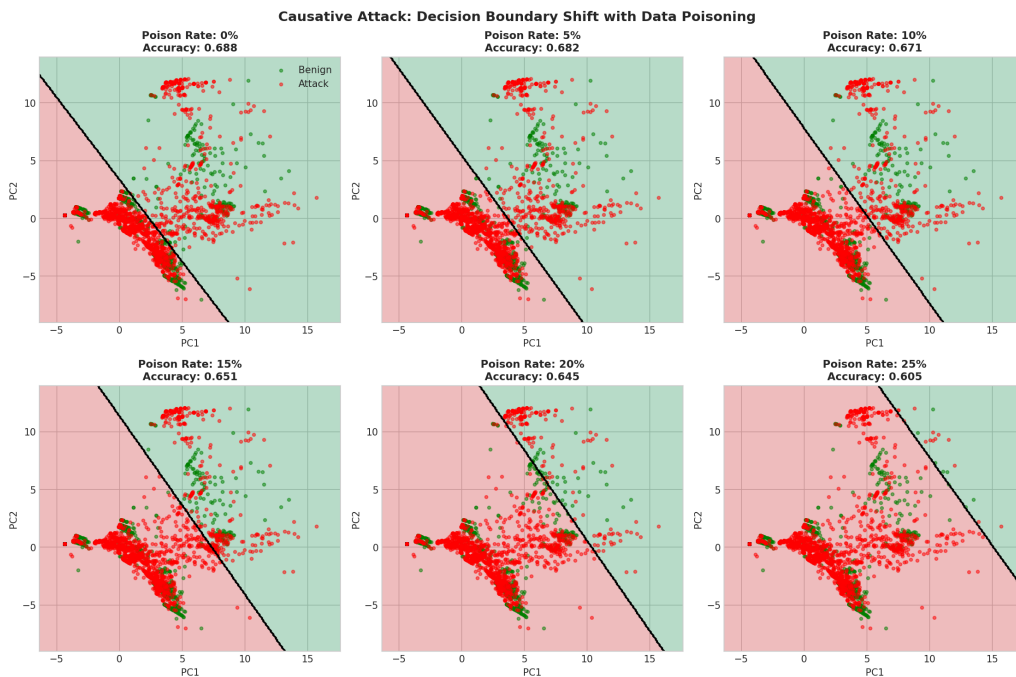 Causative Attack: Decision Boundary Shift with Data Poisoning
Poison Rate: 0%
Accuracy: 0.688
Benign
Attack
10
5
0
−5
PC2
−5
0
5
10
15
PC1
Poison Rate: 5%
Accuracy: 0.682
10
5
0
−5
PC2
−5
0
5
10
15
PC1
Poison Rate: 10%
Accuracy: 0.671
10
5
0
−5
PC2
−5
0
5
10
15
PC1
Poison Rate: 15%
Accuracy: 0.651
10
5
0
−5
PC2
−5
0
5
10
15
PC1
Poison Rate: 20%
Accuracy: 0.645
10
5
0
−5
PC2
−5
0
5
10
15
PC1
Poison Rate: 25%
Accuracy: 0.605
10
5
0
−5
PC2
−5
0
5
10
15
PC1